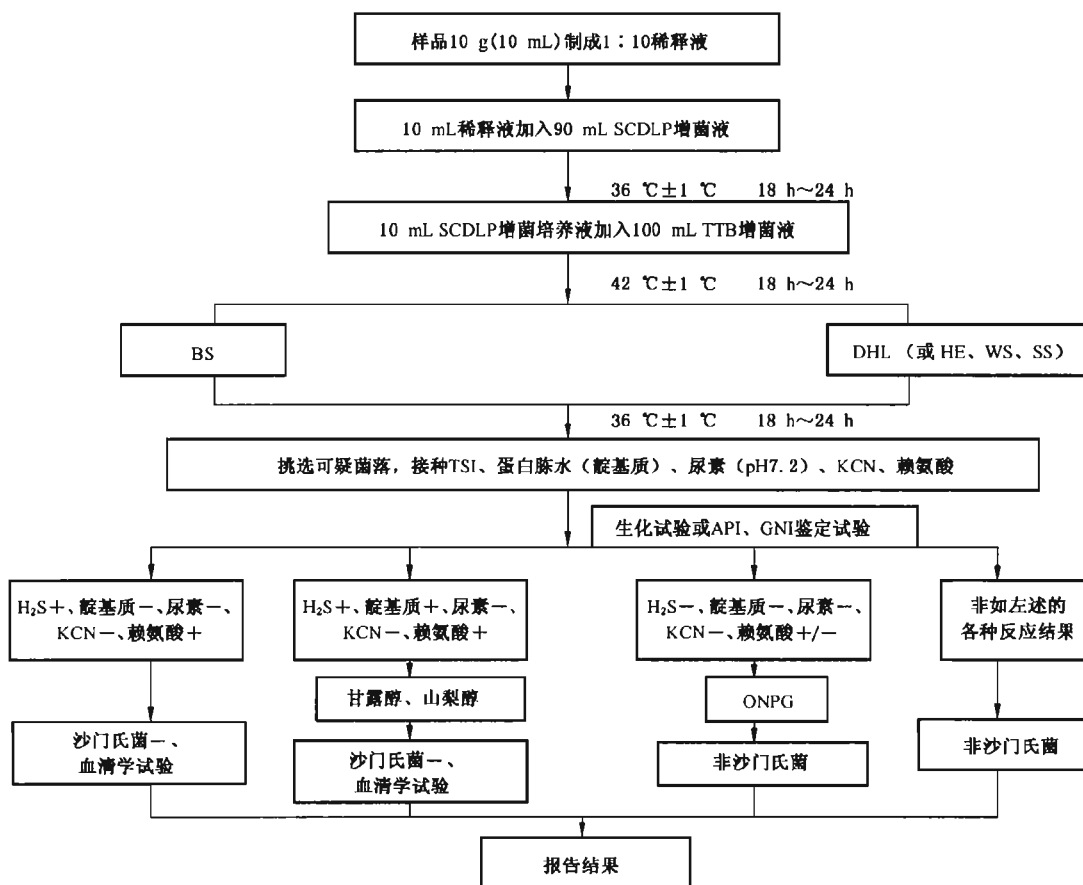 样品10 g(10 mL)制成1：10稀释液
10 mL稀释液加入90 mL SCDLP增菌液
36 ℃±1 ℃ 18 h～24 h
10 mL SCDLP增菌培养液加入100 mL TTB增菌液
42 ℃±1 ℃ 18 h～24 h
BS
DHL （或 HE、WS、SS）
36 ℃±1 ℃ 18 h～24 h
挑选可疑菌落，接种TSI、蛋白胨水（靛基质）、尿素（pH7.2）、KCN、赖氨酸
生化试验或API、GNI鉴定试验
H₂S＋、靛基质－、尿素－、
KCN－、赖氨酸＋
H₂S＋、靛基质＋、尿素－、
KCN－、赖氨酸＋
H₂S－、靛基质－、尿素－、
KCN－、赖氨酸＋/－
非如左述的
各种反应结果
甘露醇、山梨醇
ONPG
沙门氏菌－、
血清学试验
沙门氏菌－、
血清学试验
非沙门氏菌
非沙门氏菌
报告结果